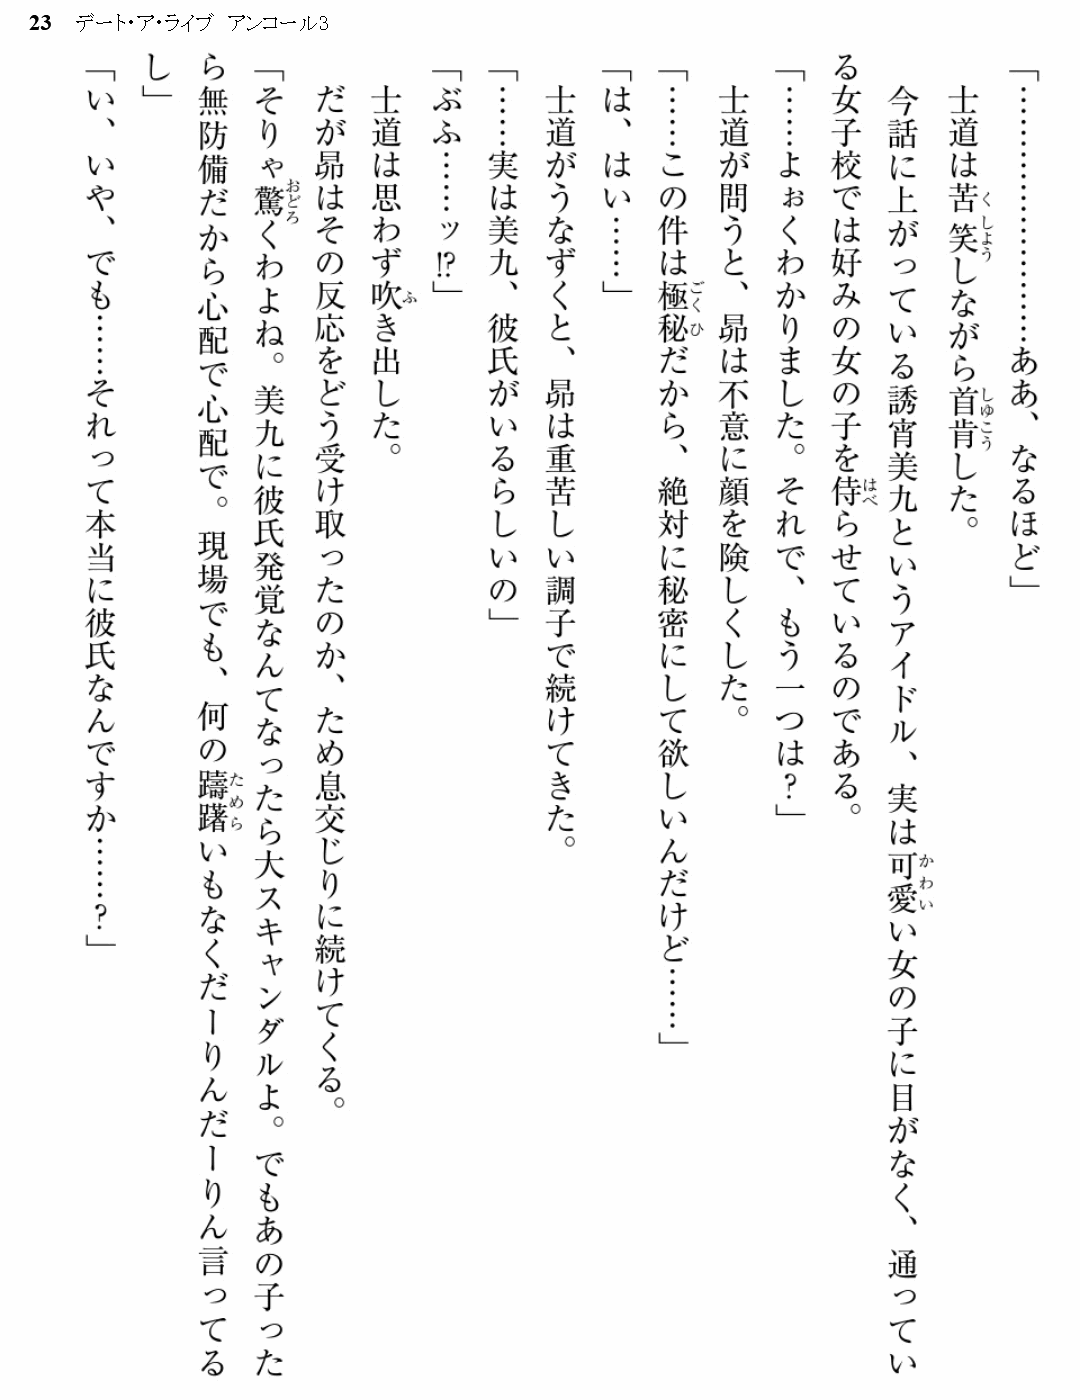 23 デート・ア・ライブ アンコール3
「……………………ああ、なるほど」
士道は苦笑しながら首肯した。
今話に上がっている誘宵美九というアイドル、実は可愛い女の子に目がなく、通ってい
る女子校では好みの女の子を侍らせているのである。
「……よぉくわかりました。それで、もう一つは?」
士道が問うと、昴は不意に顔を険しくした。
「……この件は極秘だから、絶対に秘密にして欲しいんだけど……」
「は、はい……」
士道がうなずくと、昴は重苦しい調子で続けてきた。
「……実は美九、彼氏がいるらしいの」
「ぶふ……ッ!?」
士道は思わず吹き出した。
だが昴はその反応をどう受け取ったのか、ため息交じりに続けてくる。
「そりゃ驚くわよね。美九に彼氏発覚なんてなったら大スキャンダルよ。でもあの子った
ら無防備だから心配で心配で。現場でも、何の躊躇いもなくだーりんだーりん言ってる
し」
「い、いや、でも……それって本当に彼氏なんですか……?」